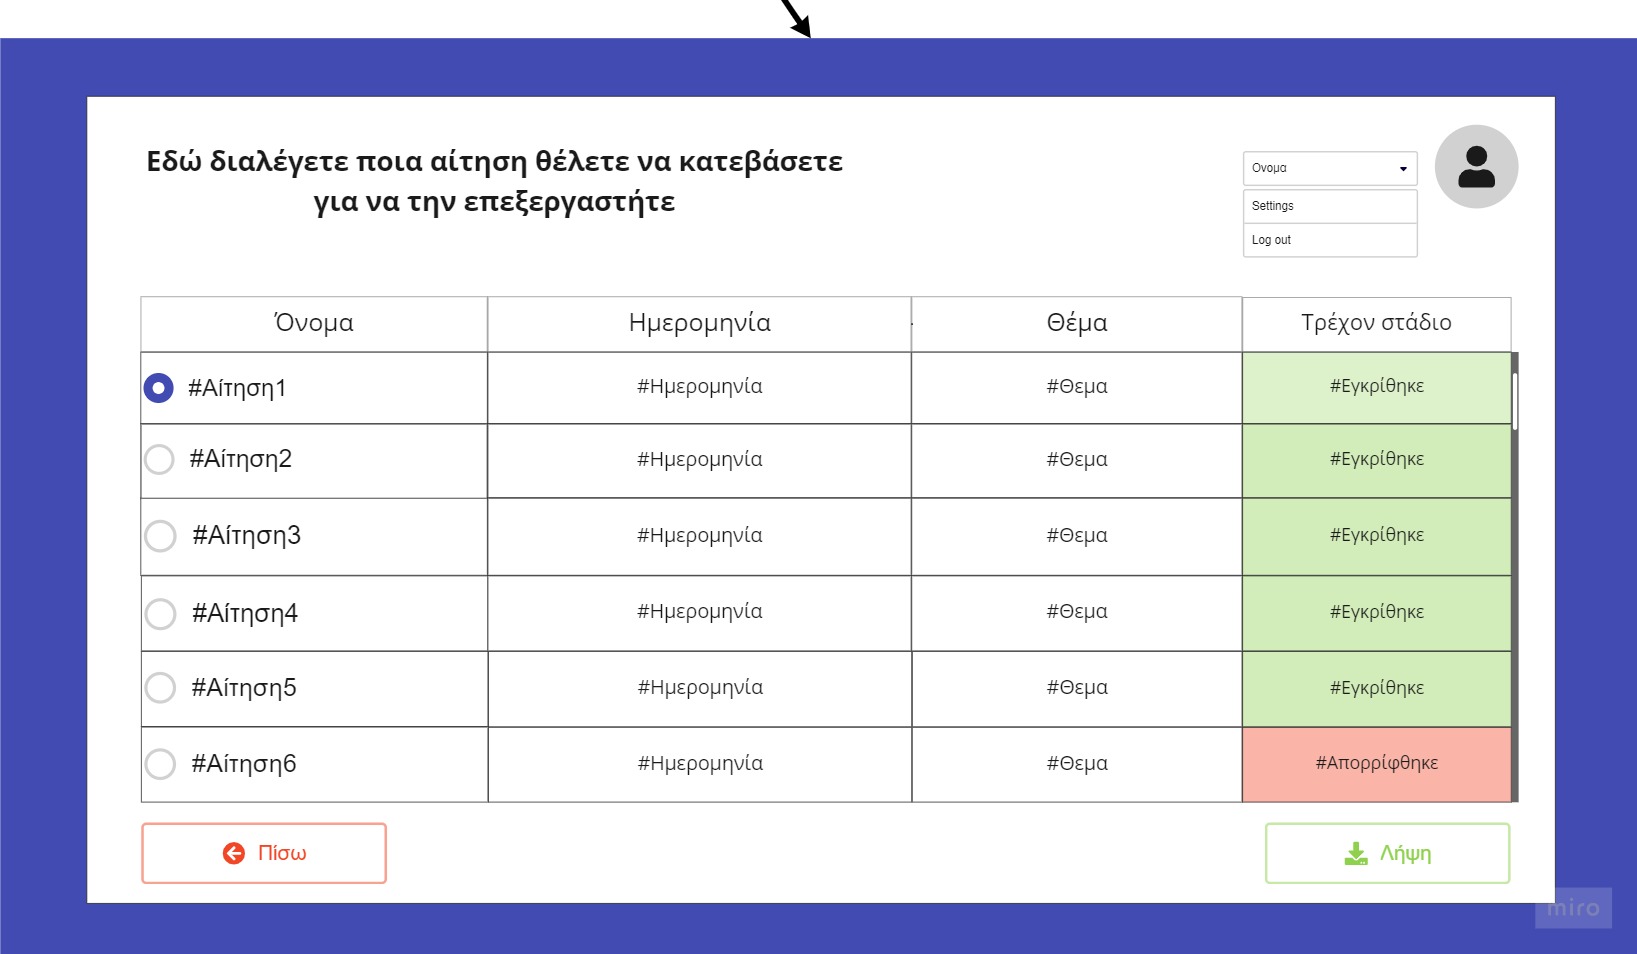 Εδώ διαλέγετε ποια αίτηση θέλετε να κατεβάσετε
για να την επεξεργαστήτε
Ονομα
Settings
Log out
Όνομα Ημερομηνία Θέμα Τρέχον στάδιο
#Αίτηση1 #Ημερομηνία #Θεμα #Εγκρίθηκε
#Αίτηση2 #Ημερομηνία #Θεμα #Εγκρίθηκε
#Αίτηση3 #Ημερομηνία #Θεμα #Εγκρίθηκε
#Αίτηση4 #Ημερομηνία #Θεμα #Εγκρίθηκε
#Αίτηση5 #Ημερομηνία #Θεμα #Εγκρίθηκε
#Αίτηση6 #Ημερομηνία #Θεμα #Απορρίφθηκε
Πίσω Λήψη
miro